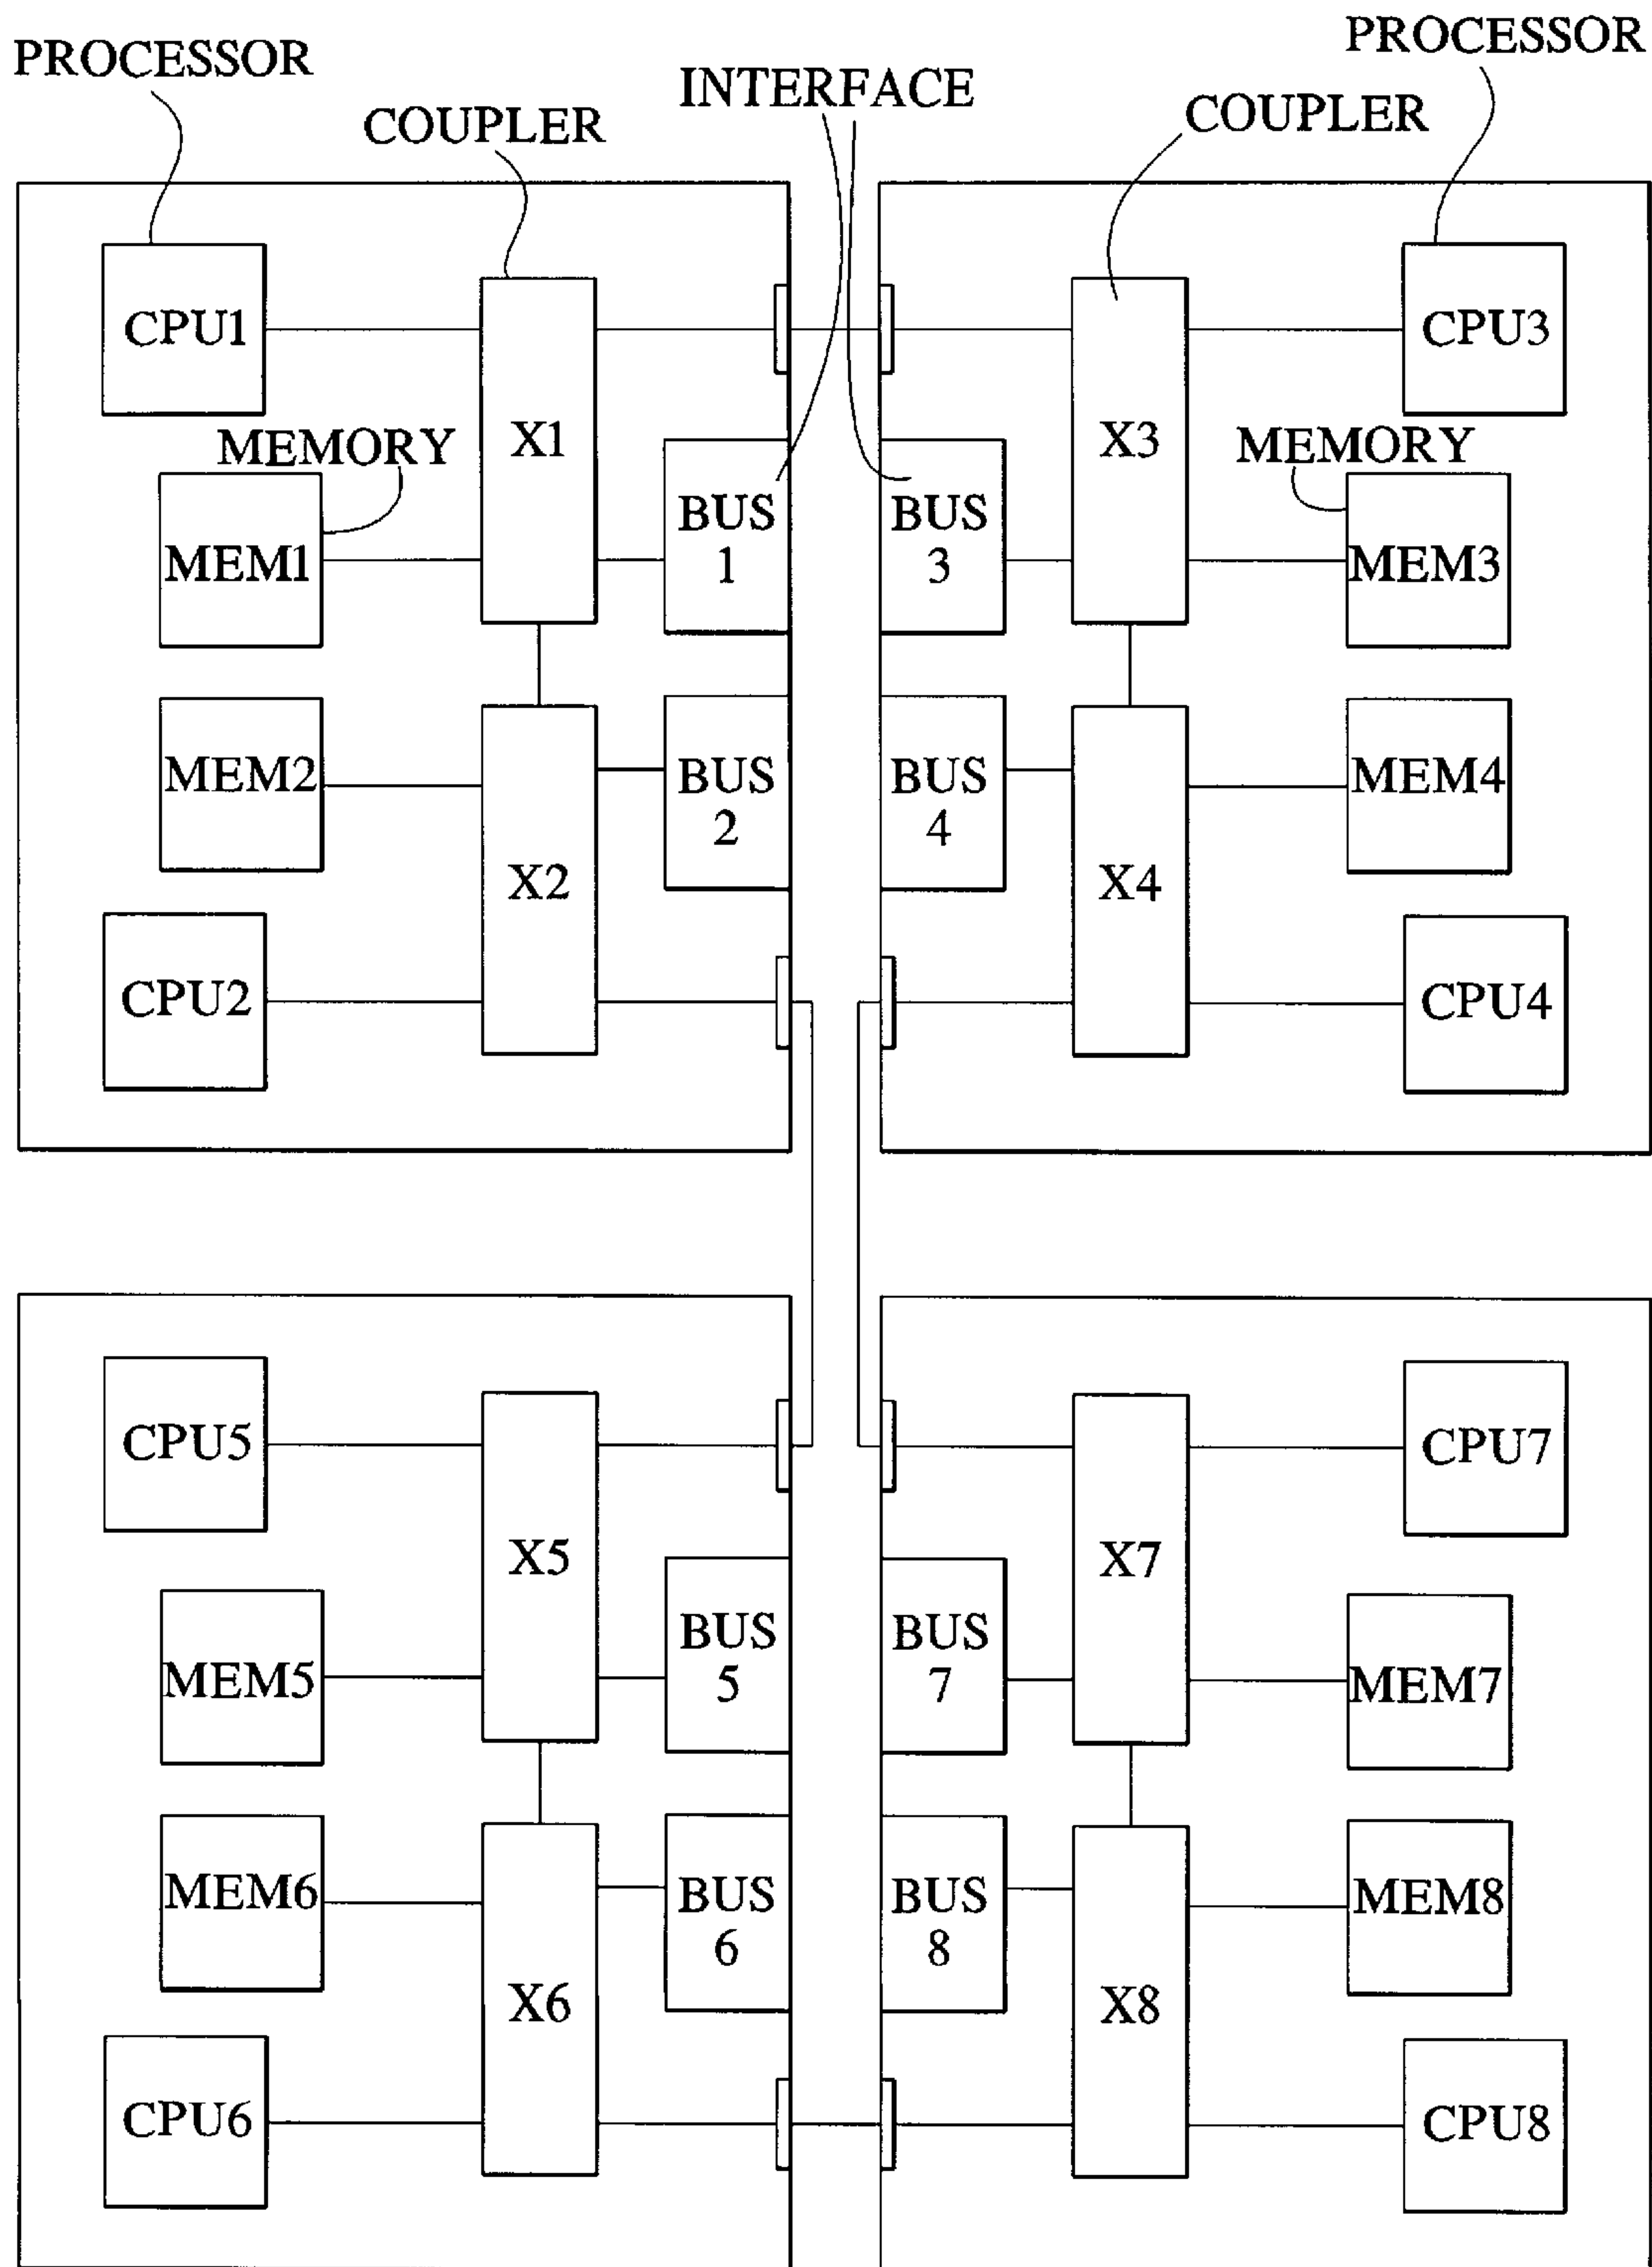 PROCESSOR
PROCESSOR
INTERFACE
COUPLER
COUPLER
CPU1
CPU3
X1
X3
MEMORY
MEMORY
BUS
1
BUS
3
MEM1
MEM3
MEM2
BUS
2
BUS
4
MEM4
X2
X4
CPU2
CPU4
CPU5
CPU7
X5
X7
BUS
5
BUS
7
MEM5
MEM7
MEM6
BUS
6
BUS
8
MEM8
X6
X8
CPU6
CPU8